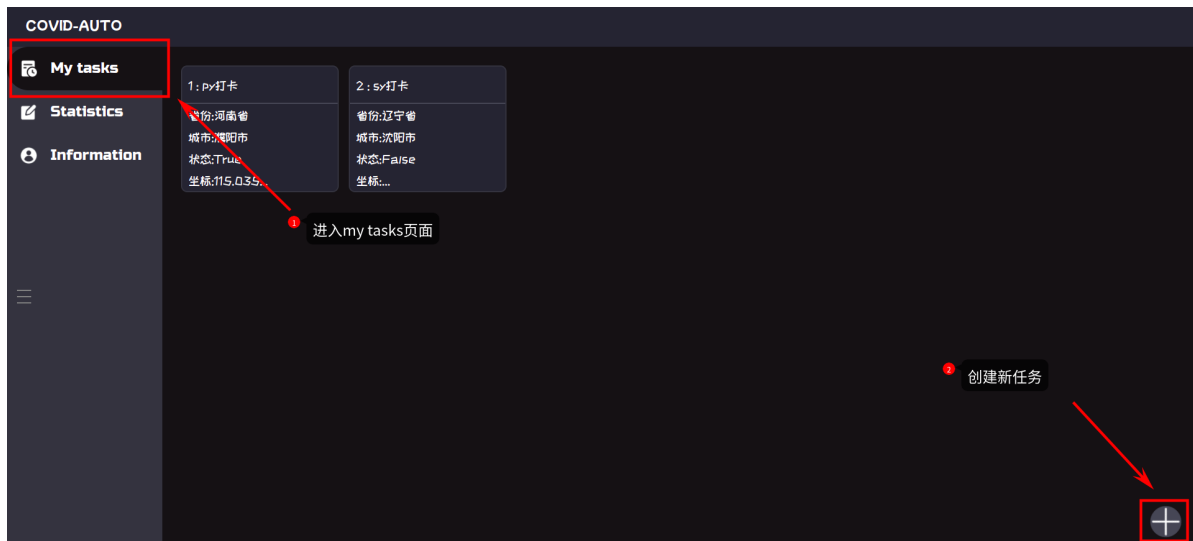 COVID-AUTO
My tasks
Statistics
Information
1:py打卡
省份:河南省
城市:濮阳市
状态:True
坐标:115.035...
2:sy打卡
省份:辽宁省
城市:沈阳市
状态:False
坐标:...
1 进入my tasks页面
2 创建新任务